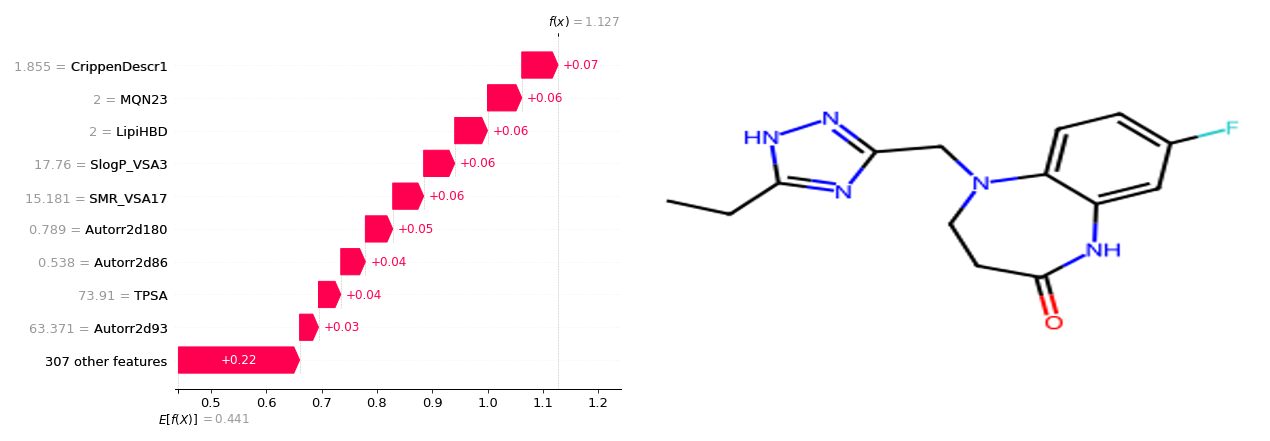 f(x) = 1.127
1.855 = CrippenDescr1 +0.07
2 = MQN23 +0.06
2 = LipiHBD +0.06
17.76 = SlogP_VSA3 +0.06
15.181 = SMR_VSA17 +0.06
0.789 = Autorr2d180 +0.05
0.538 = Autorr2d86 +0.04
73.91 = TPSA +0.04
63.371 = Autorr2d93 +0.03
307 other features +0.22
0.5 0.6 0.7 0.8 0.9 1.0 1.1 1.2
E[f(X)] = 0.441
N
HN
N
N
F
NH
O